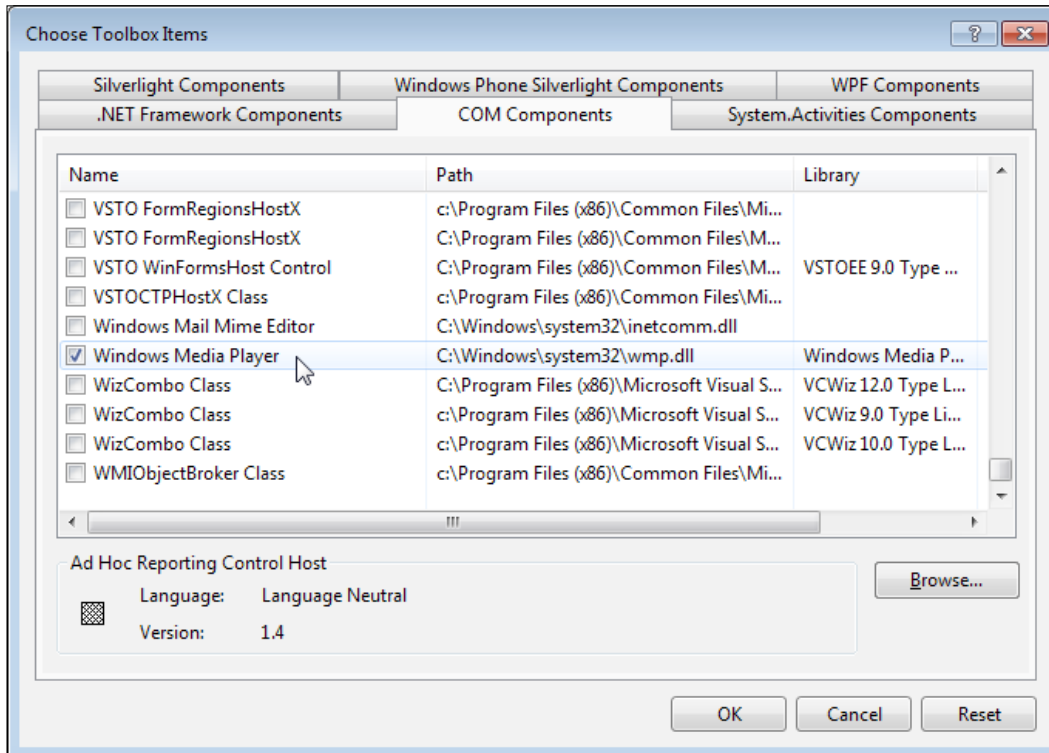 Choose Toolbox Items
Silverlight Components Windows Phone Silverlight Components WPF Components
.NET Framework Components COM Components System.Activities Components
Name Path Library
VSTO FormRegionsHostX c:\Program Files (x86)\Common Files\Mi...
VSTO FormRegionsHostX C:\Program Files (x86)\Common Files\M...
VSTO WinFormsHost Control C:\Program Files (x86)\Common Files\M... VSTOEE 9.0 Type ...
VSTOCTPHostX Class c:\Program Files (x86)\Common Files\Mi...
Windows Mail Mime Editor C:\Windows\system32\inetcomm.dll
Windows Media Player C:\Windows\system32\wmp.dll Windows Media P...
WizCombo Class C:\Program Files (x86)\Microsoft Visual S... VCWiz 12.0 Type L...
WizCombo Class c:\Program Files (x86)\Microsoft Visual S... VCWiz 9.0 Type Li...
WizCombo Class c:\Program Files (x86)\Microsoft Visual S... VCWiz 10.0 Type L...
WMIObjectBroker Class c:\Program Files (x86)\Common Files\Mi...
Ad Hoc Reporting Control Host
Language: Language Neutral
Version: 1.4
Browse...
OK Cancel Reset